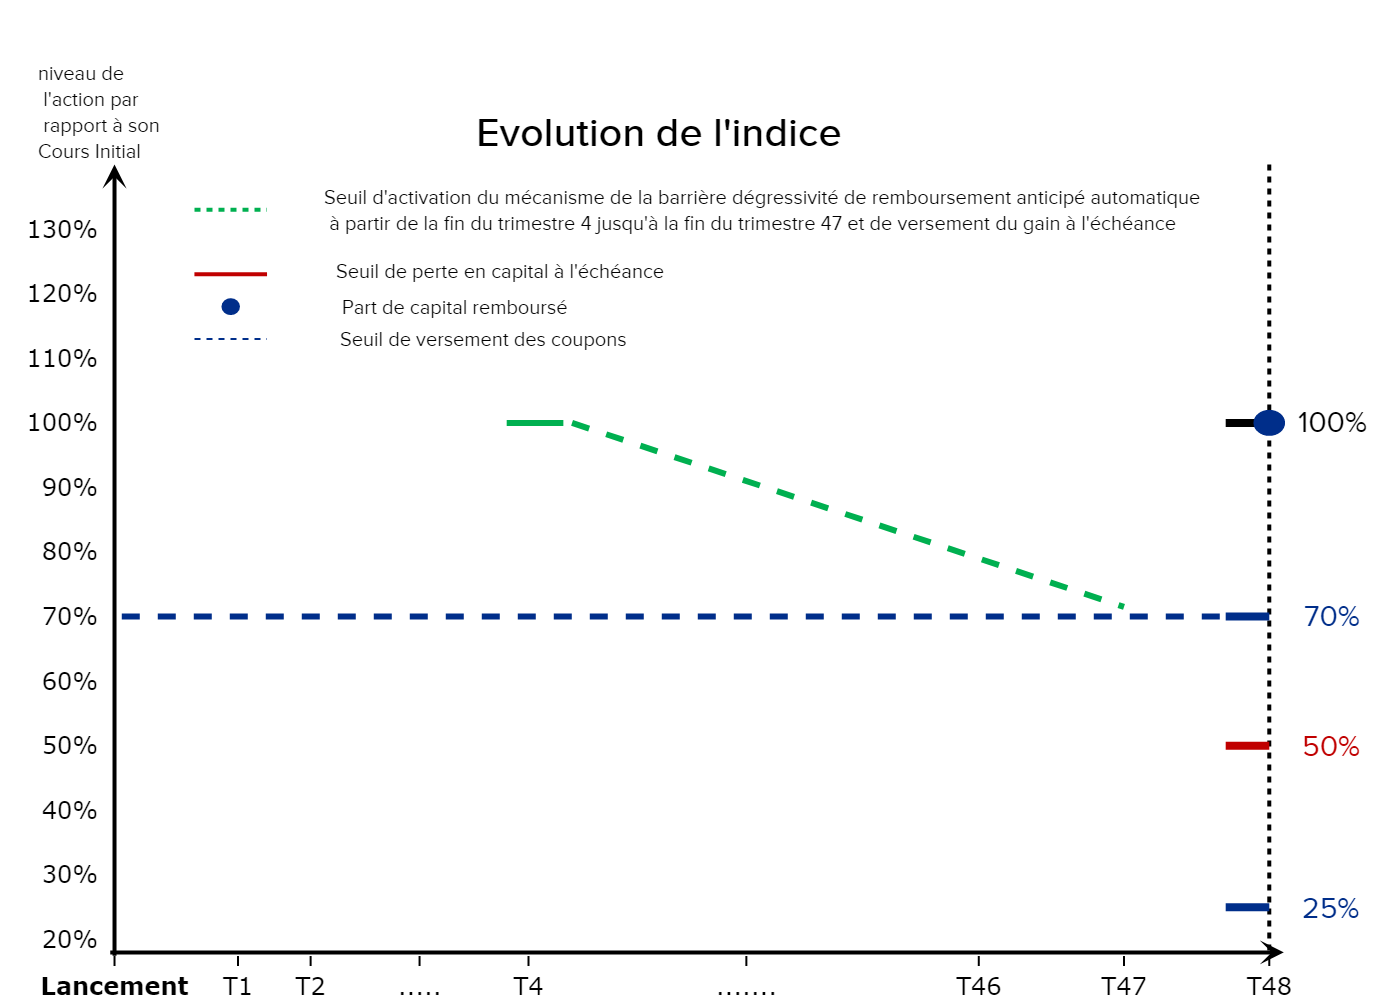 niveau de
l'action par
rapport à son
Cours Initial
Evolution de l'indice
Seuil d'activation du mécanisme de la barrière dégressivité de remboursement anticipé automatique
à partir de la fin du trimestre 4 jusqu'à la fin du trimestre 47 et de versement du gain à l'échéance
Seuil de perte en capital à l'échéance
Part de capital remboursé
Seuil de versement des coupons
130%
120%
110%
100%
90%
80%
70%
60%
50%
40%
30%
20%
100%
70%
50%
25%
Lancement T1 T2 ..... T4 ....... T46 T47 T48